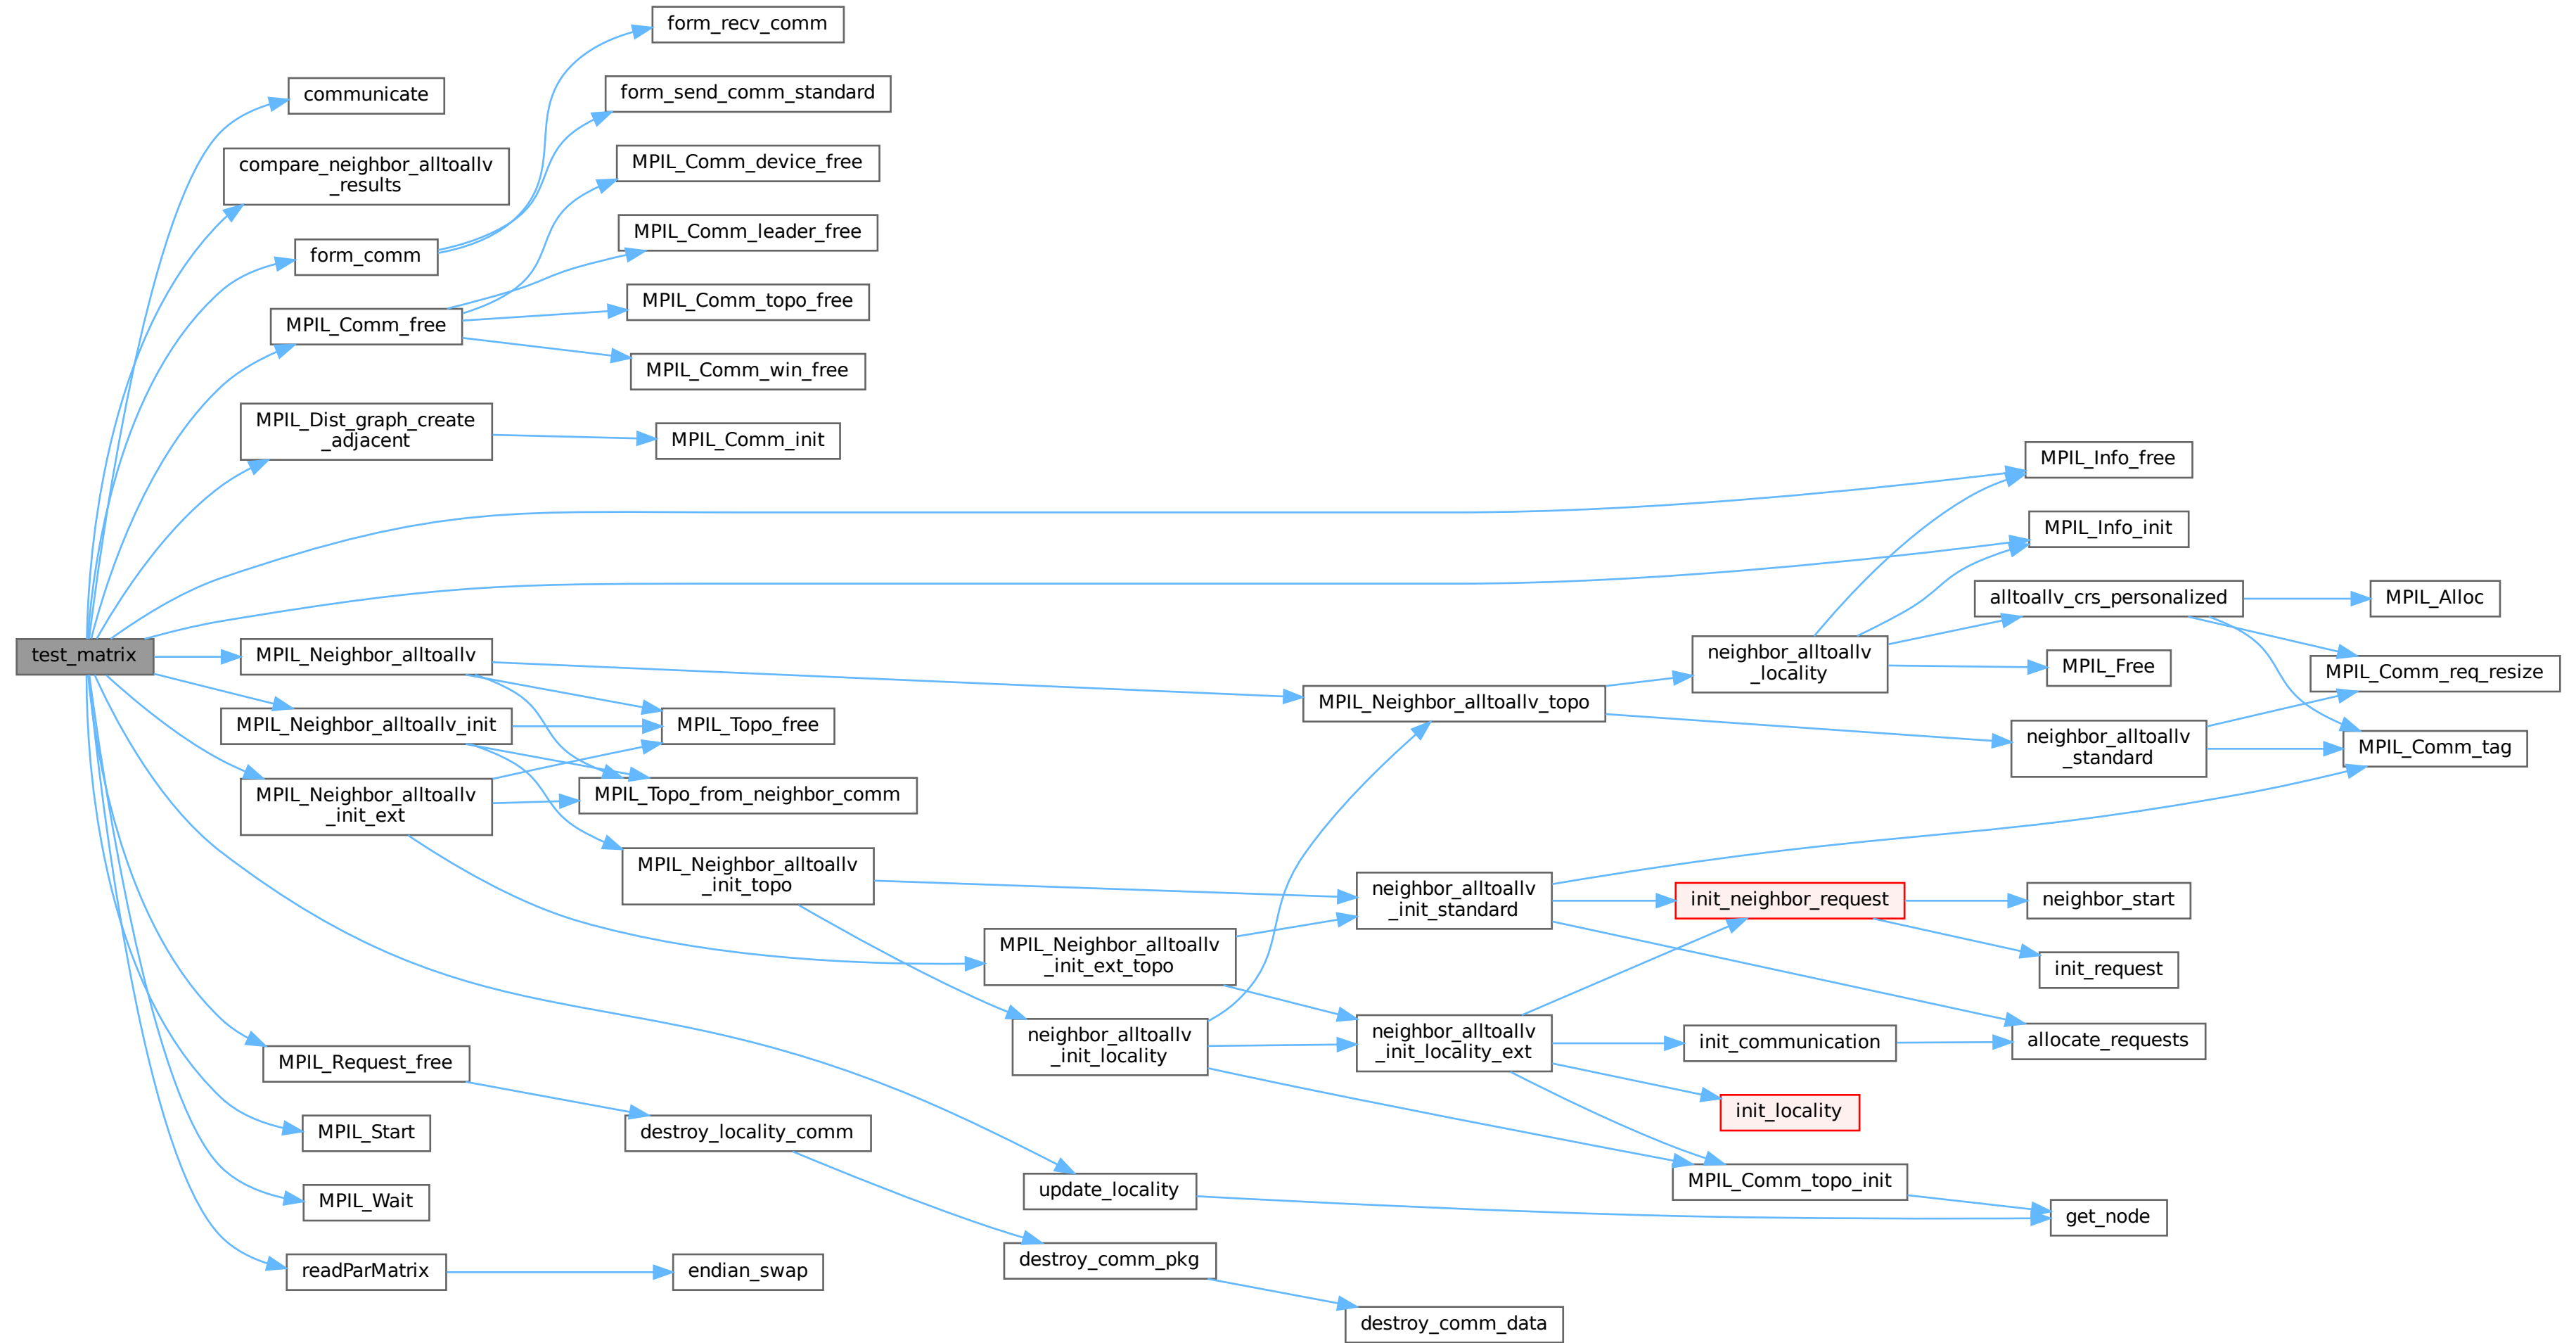 form_recv_comm
communicate
form_send_comm_standard
compare_neighbor_alltoallv
_results
MPIL_Comm_device_free
MPIL_Comm_leader_free
form_comm
MPIL_Comm_topo_free
MPIL_Comm_free
MPIL_Comm_win_free
MPIL_Dist_graph_create
_adjacent
MPIL_Comm_init
MPIL_Info_free
MPIL_Info_init
alltoallv_crs_personalized
MPIL_Alloc
test_matrix
MPIL_Neighbor_alltoallv
neighbor_alltoallv
_locality
MPIL_Free
MPIL_Comm_req_resize
MPIL_Neighbor_alltoallv_topo
MPIL_Neighbor_alltoallv_init
MPIL_Topo_free
neighbor_alltoallv
_standard
MPIL_Comm_tag
MPIL_Neighbor_alltoallv
_init_ext
MPIL_Topo_from_neighbor_comm
MPIL_Neighbor_alltoallv
_init_topo
neighbor_alltoallv
_init_standard
init_neighbor_request
neighbor_start
MPIL_Neighbor_alltoallv
_init_ext_topo
init_request
neighbor_alltoallv
_init_locality
neighbor_alltoallv
_init_locality_ext
init_communication
allocate_requests
MPIL_Request_free
init_locality
MPIL_Start
destroy_locality_comm
MPIL_Comm_topo_init
update_locality
MPIL_Wait
get_node
destroy_comm_pkg
readParMatrix
endian_swap
destroy_comm_data